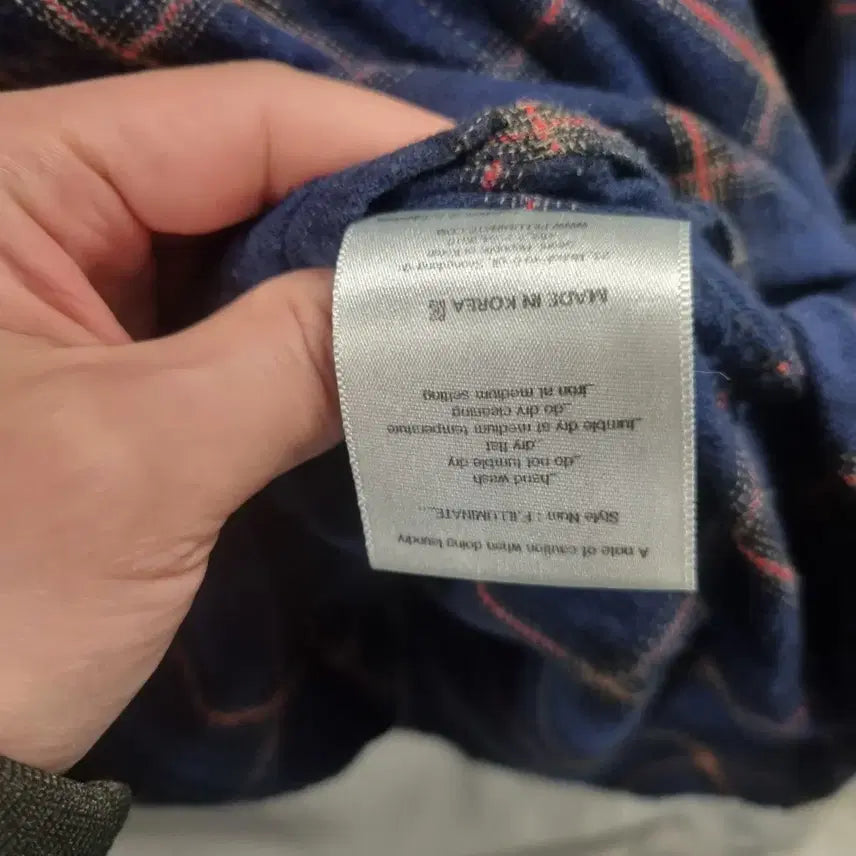 A note of caution when doing laundry
Style Num : F.ILLUMINATE_...
_hand wash
_do not tumble dry
_dry flat
_tumble dry at medium temperature
_do dry cleaning
_iron at medium setting
MADE IN KOREA